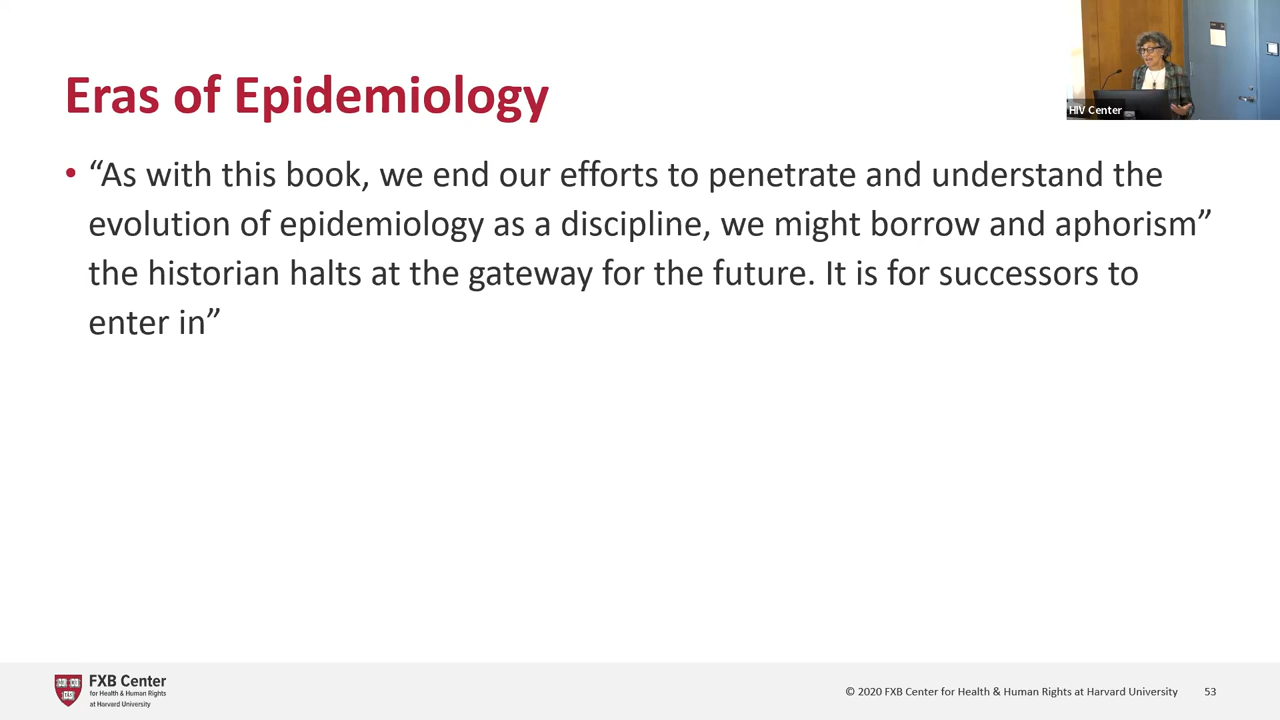 Eras of Epidemiology
HIV Center
• “As with this book, we end our efforts to penetrate and understand the
evolution of epidemiology as a discipline, we might borrow and aphorism”
the historian halts at the gateway for the future. It is for successors to
enter in”
FXB Center
for Health & Human Rights
at Harvard University
© 2020 FXB Center for Health & Human Rights at Harvard University
53